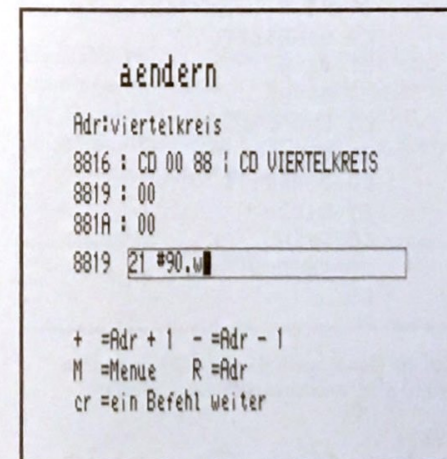 aendern
Adr:viertelkreis
8816 : CD 00 88 ¦ CD VIERTELKREIS
8819 : 00
881A : 00
8819 21 #90.w
+ =Adr + 1 - =Adr - 1
M =Menue R =Adr
cr =ein Befehl weiter